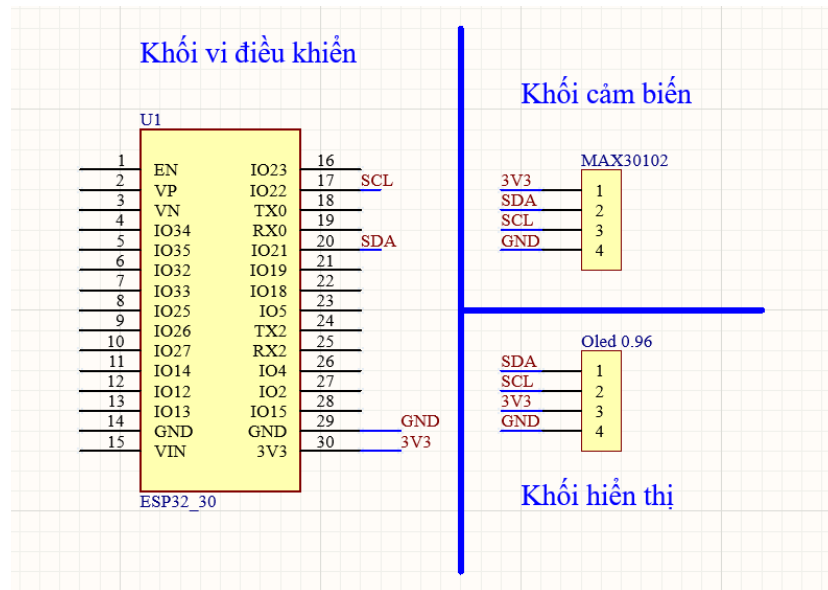 Khối vi điều khiển
U1
1 EN IO23 16
2 VP IO22 17 SCL
3 VN TX0 18
4 IO34 RX0 19
5 IO35 IO21 20 SDA
6 IO32 IO19 21
7 IO33 IO18 22
8 IO25 IO5 23
9 IO26 TX2 24
10 IO27 RX2 25
11 IO14 IO4 26
12 IO12 IO2 27
13 IO13 IO15 28
14 GND GND 29 GND
15 VIN 3V3 30 3V3
ESP32_30
Khối cảm biến
MAX30102
3V3 1
SDA 2
SCL 3
GND 4
Oled 0.96
SDA 1
SCL 2
3V3 3
GND 4
Khối hiển thị